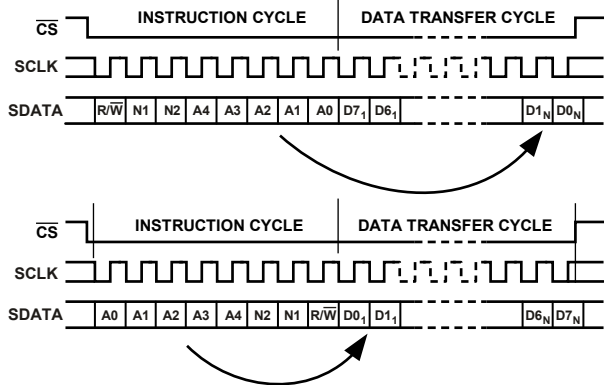 INSTRUCTION CYCLE DATA TRANSFER CYCLE
CS
SCLK
SDATA R/W N1 N2 A4 A3 A2 A1 A0 D7₁ D6₁ D1N D0N
INSTRUCTION CYCLE DATA TRANSFER CYCLE
CS
SCLK
SDATA A0 A1 A2 A3 A4 N2 N1 R/W D0₁ D1₁ D6N D7N